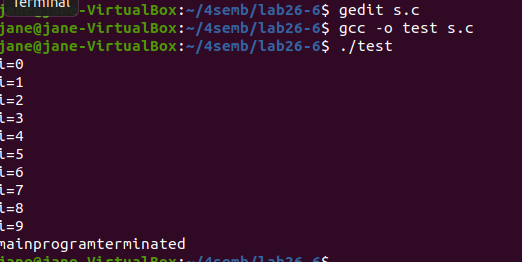 Terminal
jane@jane-VirtualBox:~/4semb/lab26-6$ gedit s.c
jane@jane-VirtualBox:~/4semb/lab26-6$ gcc -o test s.c
jane@jane-VirtualBox:~/4semb/lab26-6$ ./test
i=0
i=1
i=2
i=3
i=4
i=5
i=6
i=7
i=8
i=9
mainprogramterminated
jane@jane-VirtualBox:~/4semb/lab26-6$